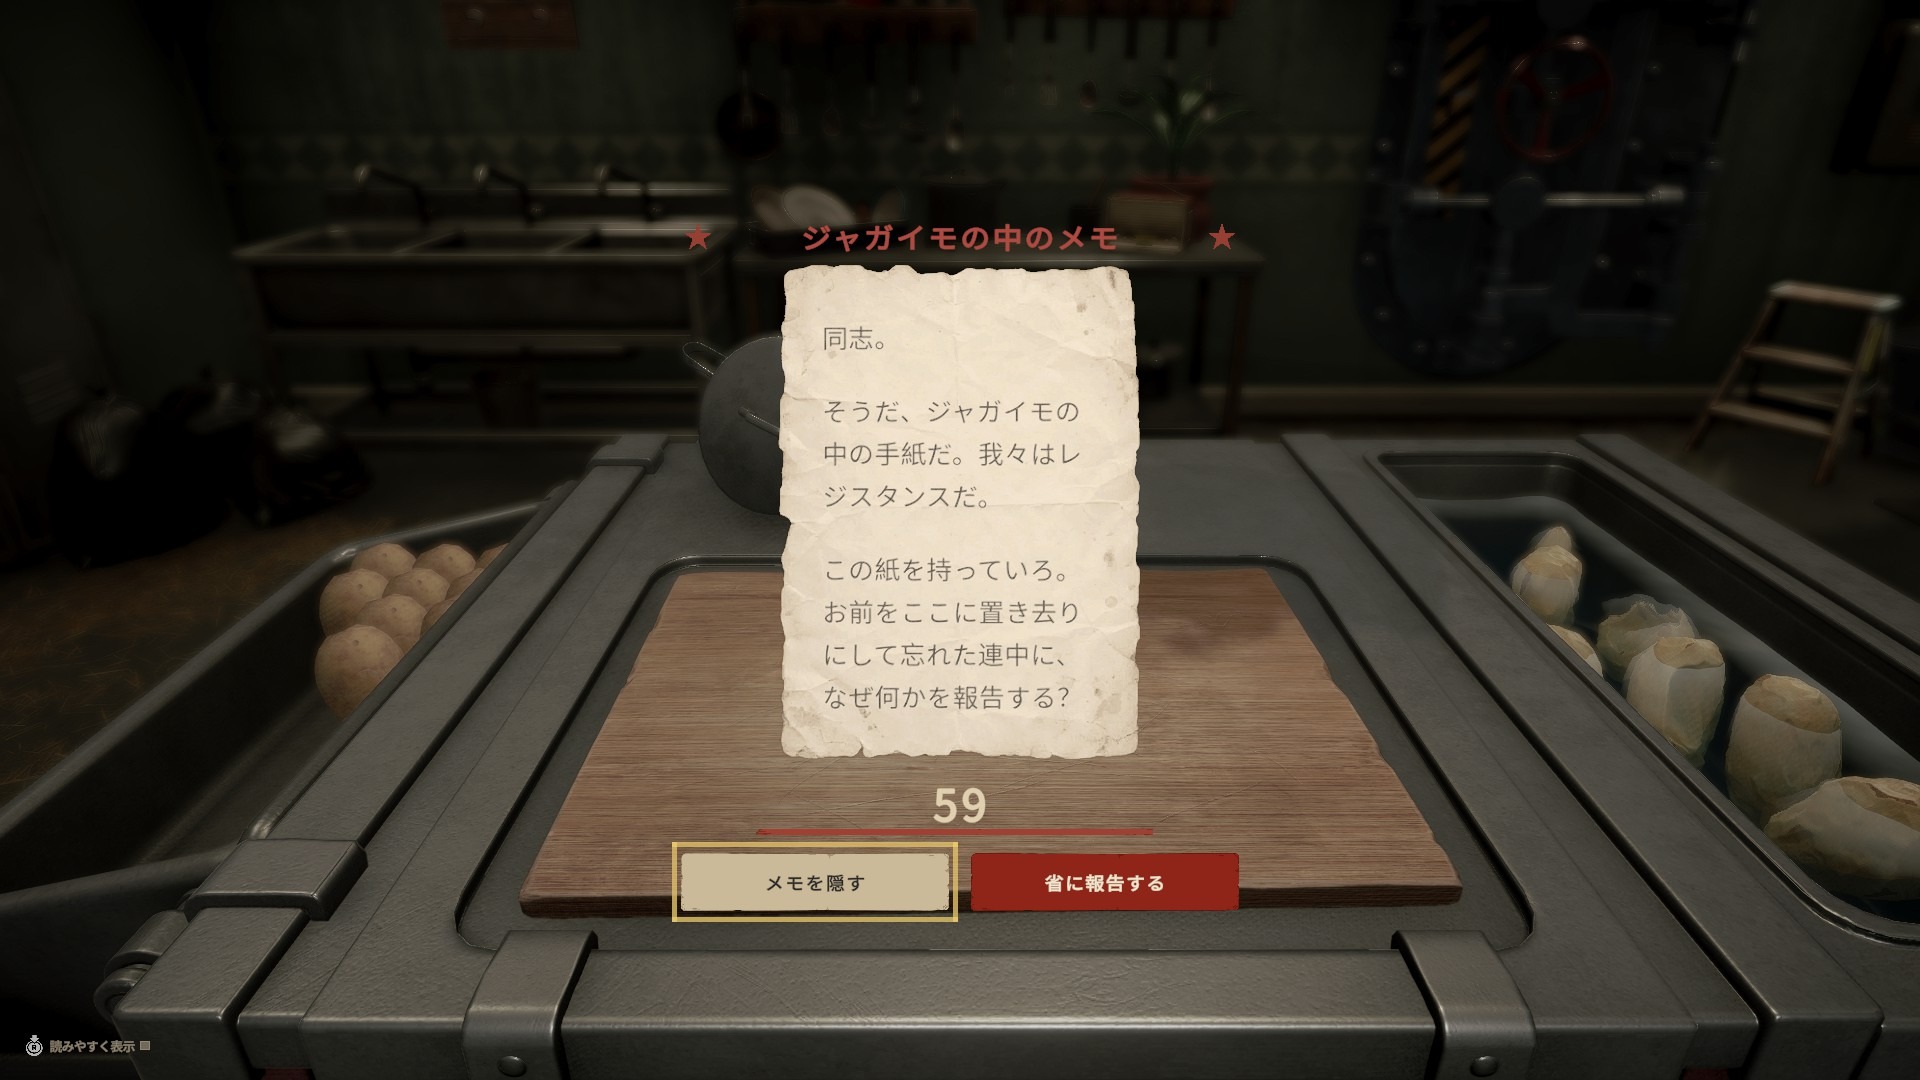 ジャガイモの中のメモ
同志。
そうだ、ジャガイモの
中の手紙だ。我々はレ
ジスタンスだ。
この紙を持っていろ。
お前をここに置き去り
にして忘れた連中に、
なぜ何かを報告する?
59
メモを隠す
省に報告する
読みやすく表示